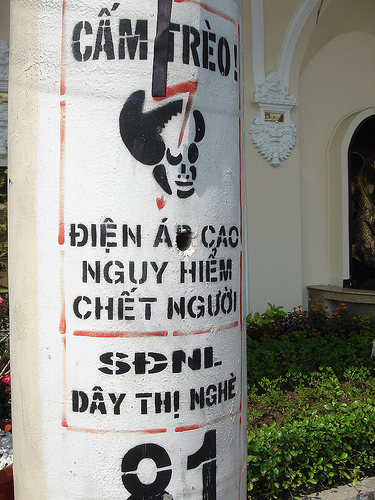 CẤM TRÈO!
ĐIỆN ÁP CAO
NGUY HIỂM
CHẾT NGƯỜI
SĐNL
DÂY THỊ NGHÈ
81